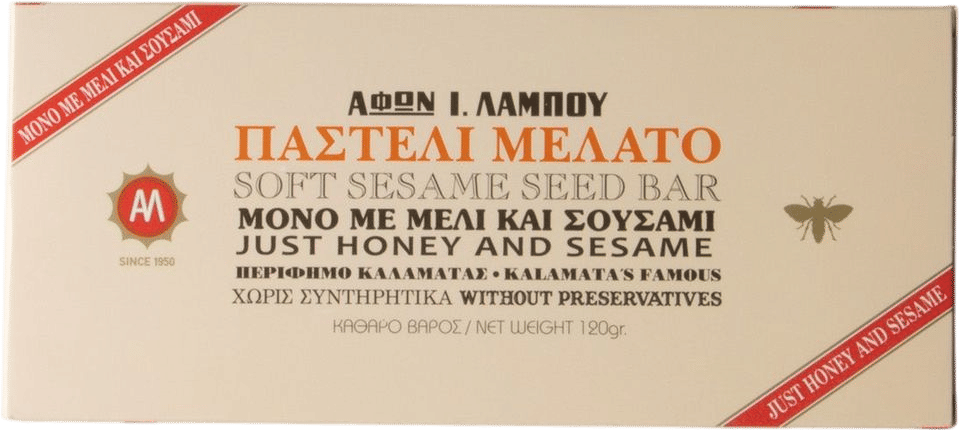 ΜΟΝΟ ΜΕ ΜΕΛΙ ΚΑΙ ΣΟΥΣΑΜΙ
ΑΦΩΝ Ι. ΛΑΜΠΟΥ
ΠΑΣΤΕΛΙ ΜΕΛΑΤΟ
SOFT SESAME SEED BAR
ΜΟΝΟ ΜΕ ΜΕΛΙ ΚΑΙ ΣΟΥΣΑΜΙ
JUST HONEY AND SESAME
ΠΕΡΙΦΗΜΟ ΚΑΛΑΜΑΤΑΣ • KALAMATA'S FAMOUS
ΧΩΡΙΣ ΣΥΝΤΗΡΗΤΙΚΑ WITHOUT PRESERVATIVES
ΚΑΘΑΡΟ ΒΑΡΟΣ / NET WEIGHT 120gr.
ΑΛ
SINCE 1950
JUST HONEY AND SESAME